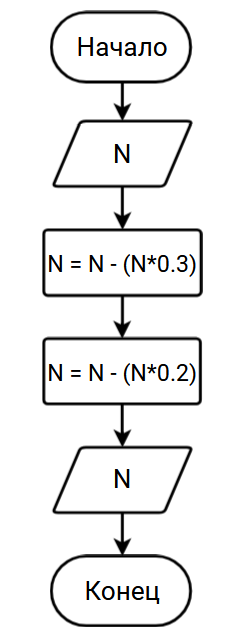 Начало
N
N = N - (N*0.3)
N = N - (N*0.2)
N
Конец